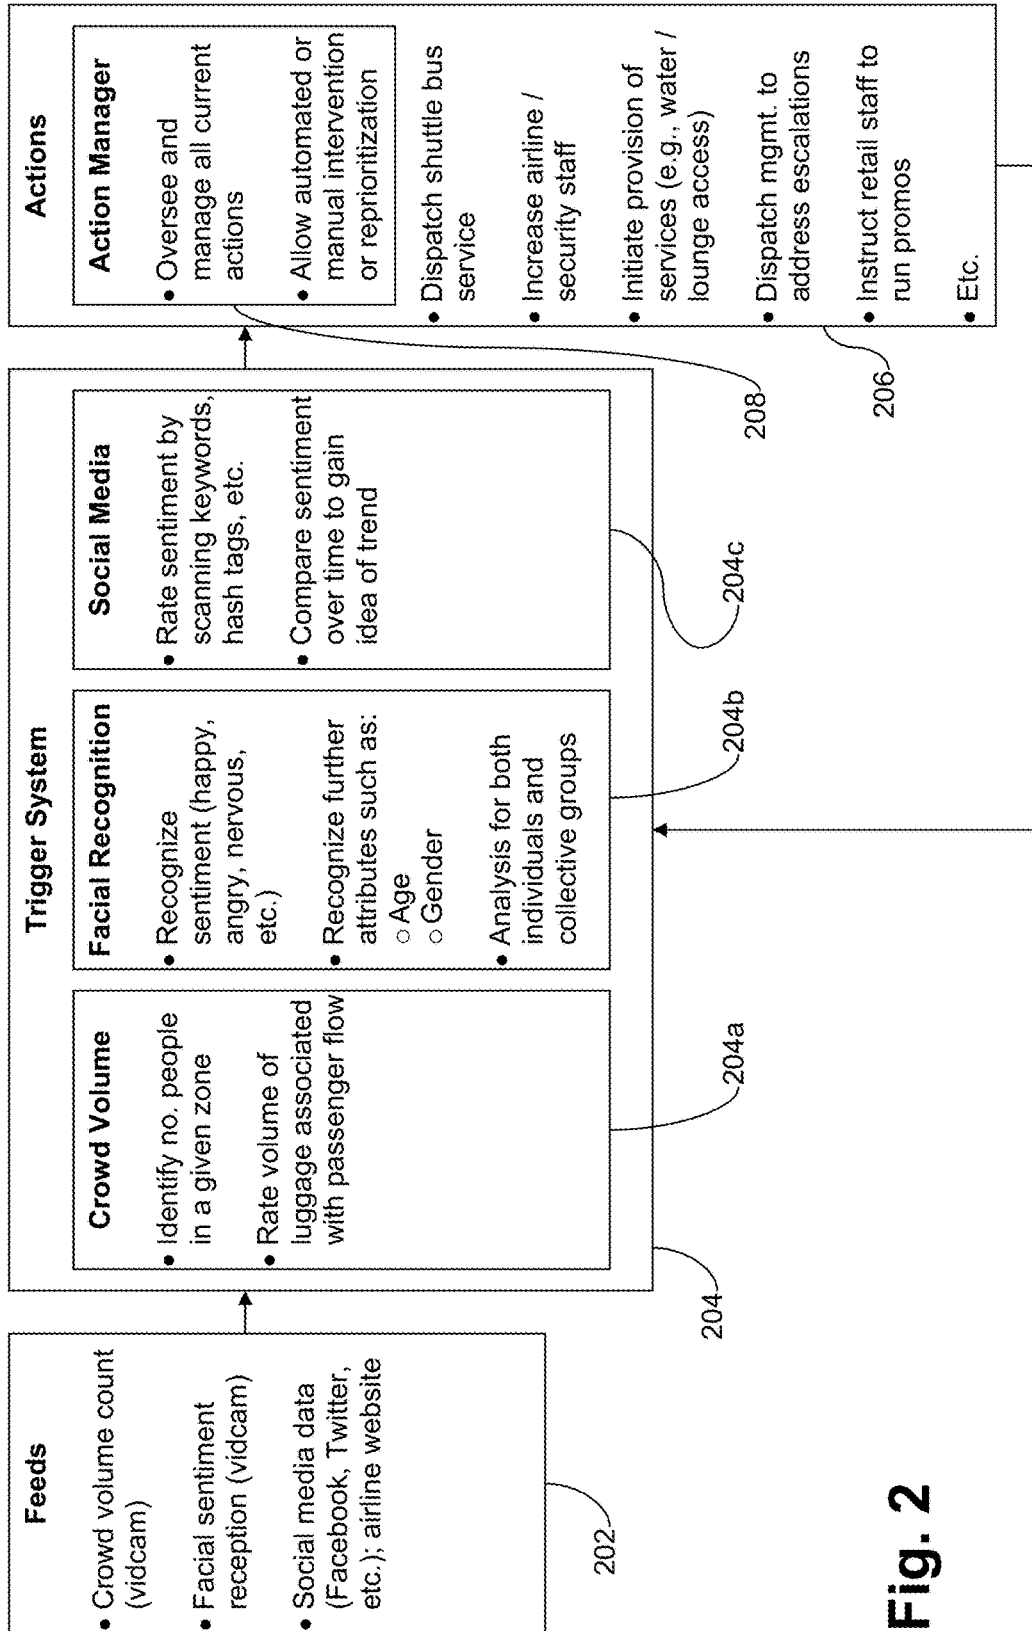 Feeds
• Crowd volume count
(vidcam)
• Facial sentiment
reception (vidcam)
• Social media data
(Facebook, Twitter,
etc.); airline website
202
Trigger System
Crowd Volume
• Identify no. people
in a given zone
• Rate volume of
luggage associated
with passenger flow
204a
Facial Recognition
• Recognize
sentiment (happy,
angry, nervous,
etc.)
• Recognize further
attributes such as:
○ Age
○ Gender
• Analysis for both
individuals and
collective groups
204b
Social Media
• Rate sentiment by
scanning keywords,
hash tags, etc.
• Compare sentiment
over time to gain
idea of trend
204c
204
Actions
Action Manager
• Oversee and
manage all current
actions
• Allow automated or
manual intervention
or reprioritization
208
• Dispatch shuttle bus
service
• Increase airline /
security staff
• Initiate provision of
services (e.g., water /
lounge access)
• Dispatch mgmt. to
address escalations
• Instruct retail staff to
run promos
• Etc.
206
Fig. 2